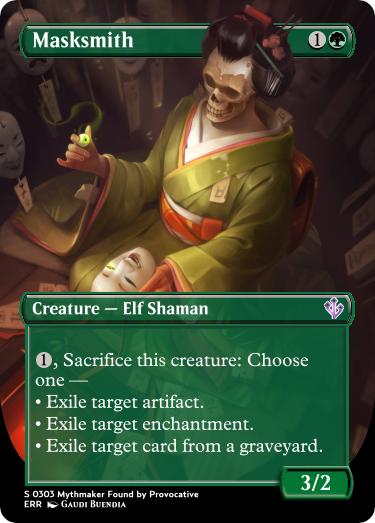 Masksmith 1
Creature — Elf Shaman
1, Sacrifice this creature: Choose
one —
• Exile target artifact.
• Exile target enchantment.
• Exile target card from a graveyard.
3/2
S 0303 Mythmaker Found by Provocative
ERR Gaudi Buendia